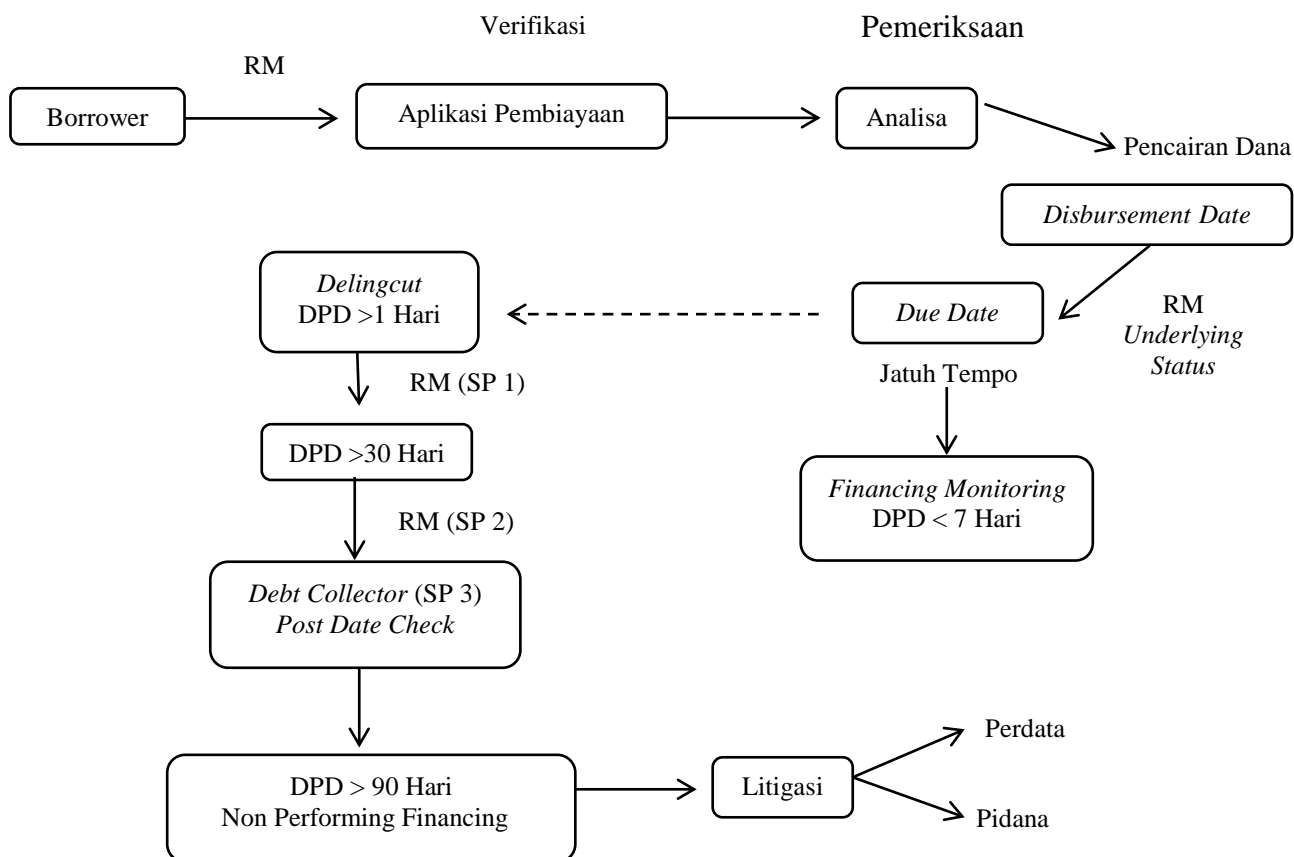 Verifikasi
Pemeriksaan
RM
Borrower
Aplikasi Pembiayaan
Analisa
Pencairan Dana
Disbursement Date
Delingcut
DPD >1 Hari
Due Date
RM
Underlying
Status
Jatuh Tempo
RM (SP 1)
DPD >30 Hari
Financing Monitoring
DPD < 7 Hari
RM (SP 2)
Debt Collector (SP 3)
Post Date Check
Perdata
DPD > 90 Hari
Non Performing Financing
Litigasi
Pidana